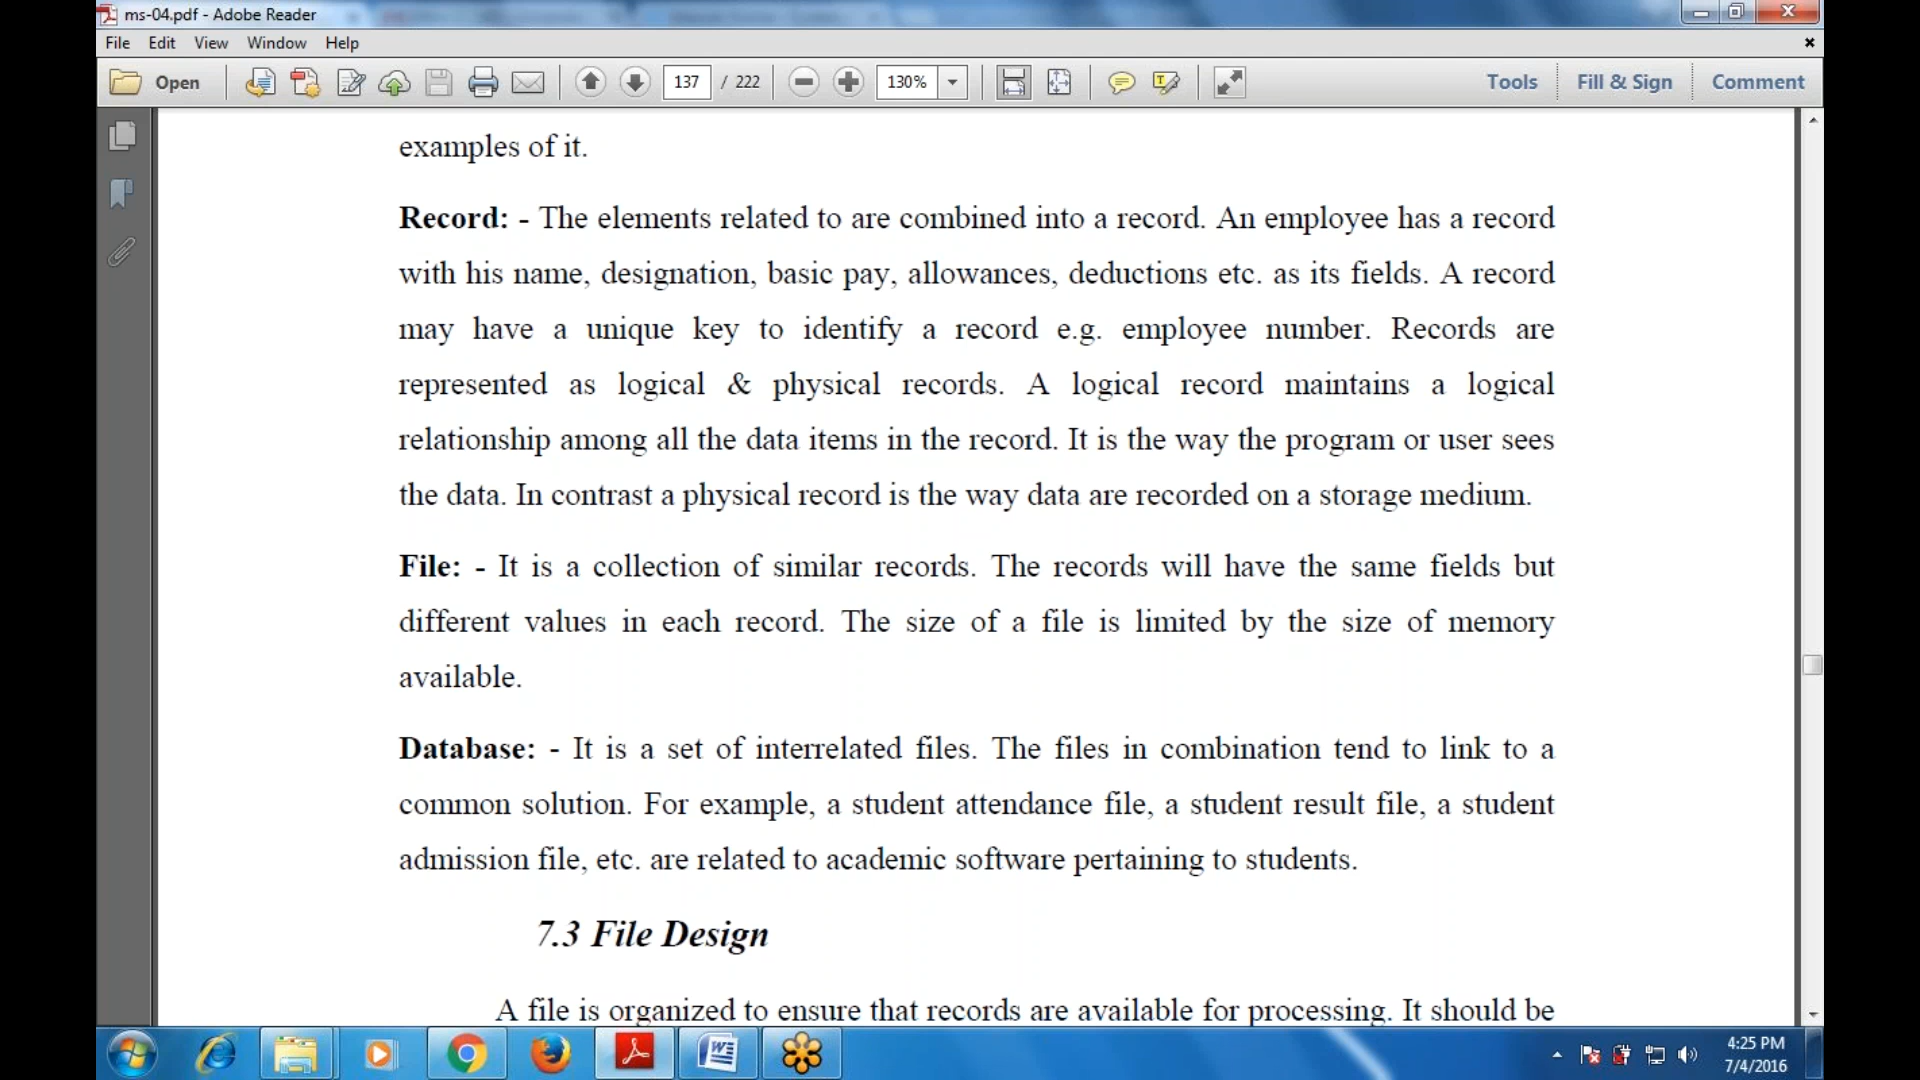 ms-04.pdf - Adobe Reader
File Edit View Window Help
Open 137 / 222 130% Tools Fill & Sign Comment
examples of it.
Record: - The elements related to are combined into a record. An employee has a record
with his name, designation, basic pay, allowances, deductions etc. as its fields. A record
may have a unique key to identify a record e.g. employee number. Records are
represented as logical & physical records. A logical record maintains a logical
relationship among all the data items in the record. It is the way the program or user sees
the data. In contrast a physical record is the way data are recorded on a storage medium.
File: - It is a collection of similar records. The records will have the same fields but
different values in each record. The size of a file is limited by the size of memory
available.
Database: - It is a set of interrelated files. The files in combination tend to link to a
common solution. For example, a student attendance file, a student result file, a student
admission file, etc. are related to academic software pertaining to students.
7.3 File Design
A file is organized to ensure that records are available for processing. It should be
4:25 PM
7/4/2016